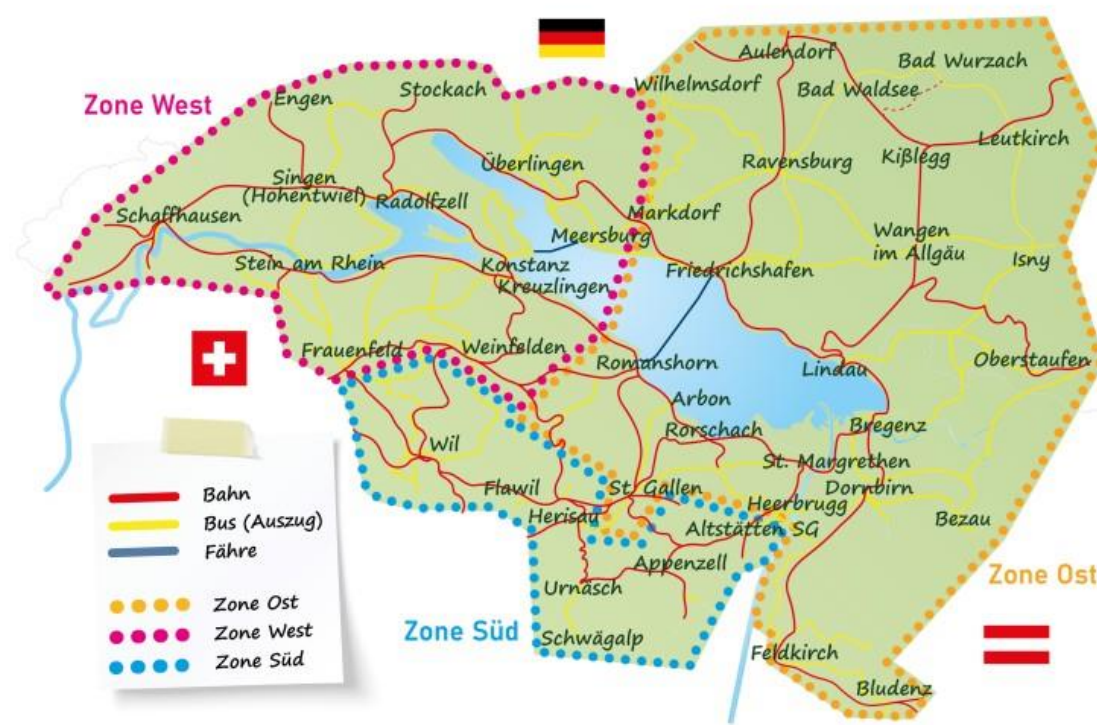 Aulendorf
Bad Wurzach
Zone West
Engen
Stockach
Wilhelmsdorf
Bad Waldsee
Leutkirch
Überlingen
Ravensburg
Kißlegg
Singen
(Hohentwiel)
Radolfzell
Schaffhausen
Markdorf
Meersburg
Wangen
im Allgäu
Isny
Stein am Rhein
Konstanz
Kreuzlingen
Friedrichshafen
Frauenfeld
Weinfelden
Romanshorn
Lindau
Oberstaufen
Arbon
Rorschach
Bregenz
Wil
St. Margrethen
Flawil
St. Gallen
Dornbirn
Heerbrugg
Herisau
Altstätten SG
Bezau
Appenzell
Urnäsch
Zone Ost
Zone Süd
Schwägalp
Feldkirch
Bludenz
Bahn
Bus (Auszug)
Fähre
Zone Ost
Zone West
Zone Süd